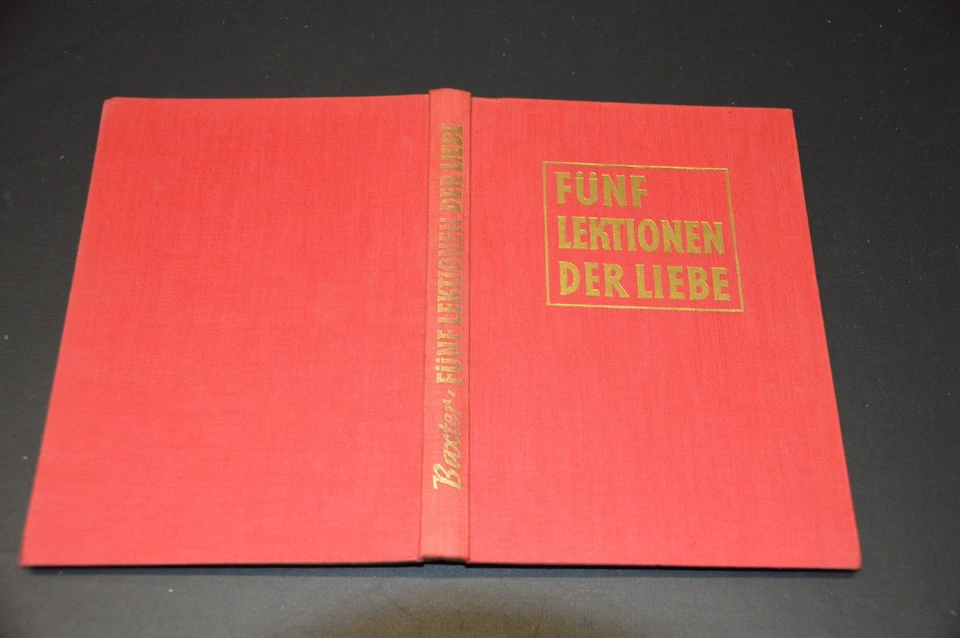 Baxter, FÜNF LEKTIONEN DER LIEBE
FÜNF
LEKTIONEN
DER LIEBE